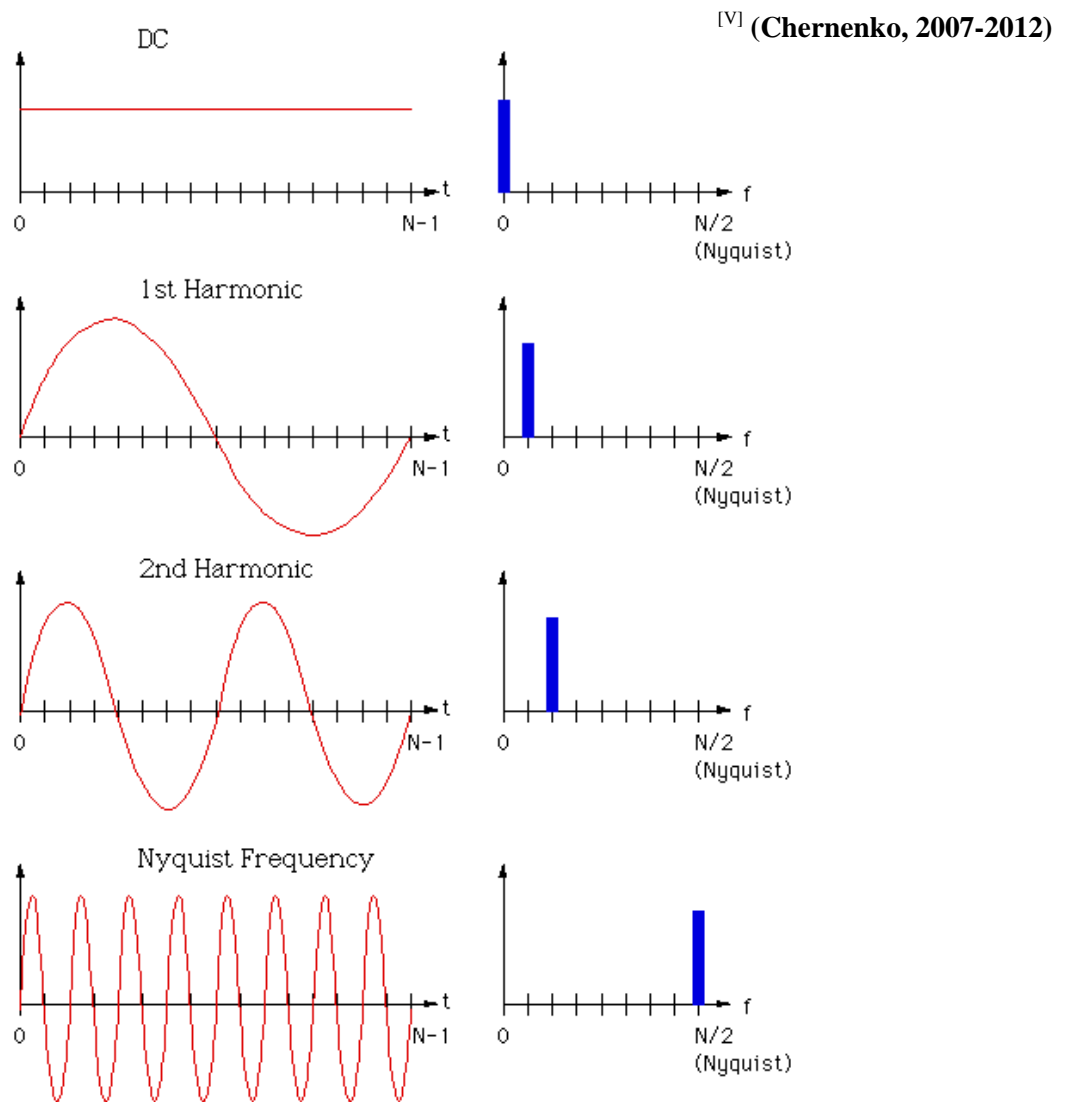 [V] (Chernenko, 2007-2012)
DC
t
0
N-1
f
0
N/2
(Nyquist)
1st Harmonic
t
0
N-1
f
0
N/2
(Nyquist)
2nd Harmonic
t
0
N-1
f
0
N/2
(Nyquist)
Nyquist Frequency
t
0
N-1
f
0
N/2
(Nyquist)